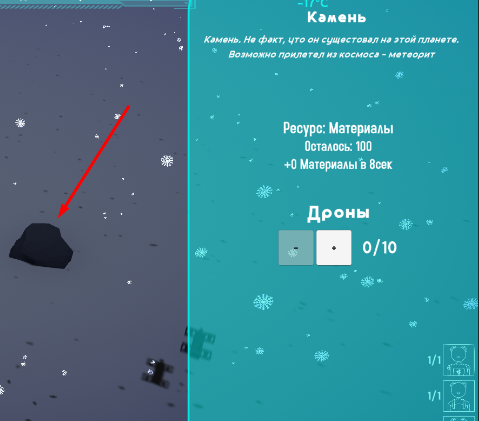 -17°C
Камень
Камень. Не факт, что он сущестовал на этой планете.
Возможно прилетел из космоса - метеорит
Ресурс: Материалы
Осталось: 100
+0 Материалы в 8сек
Дроны
- + 0/10
1/1
1/1